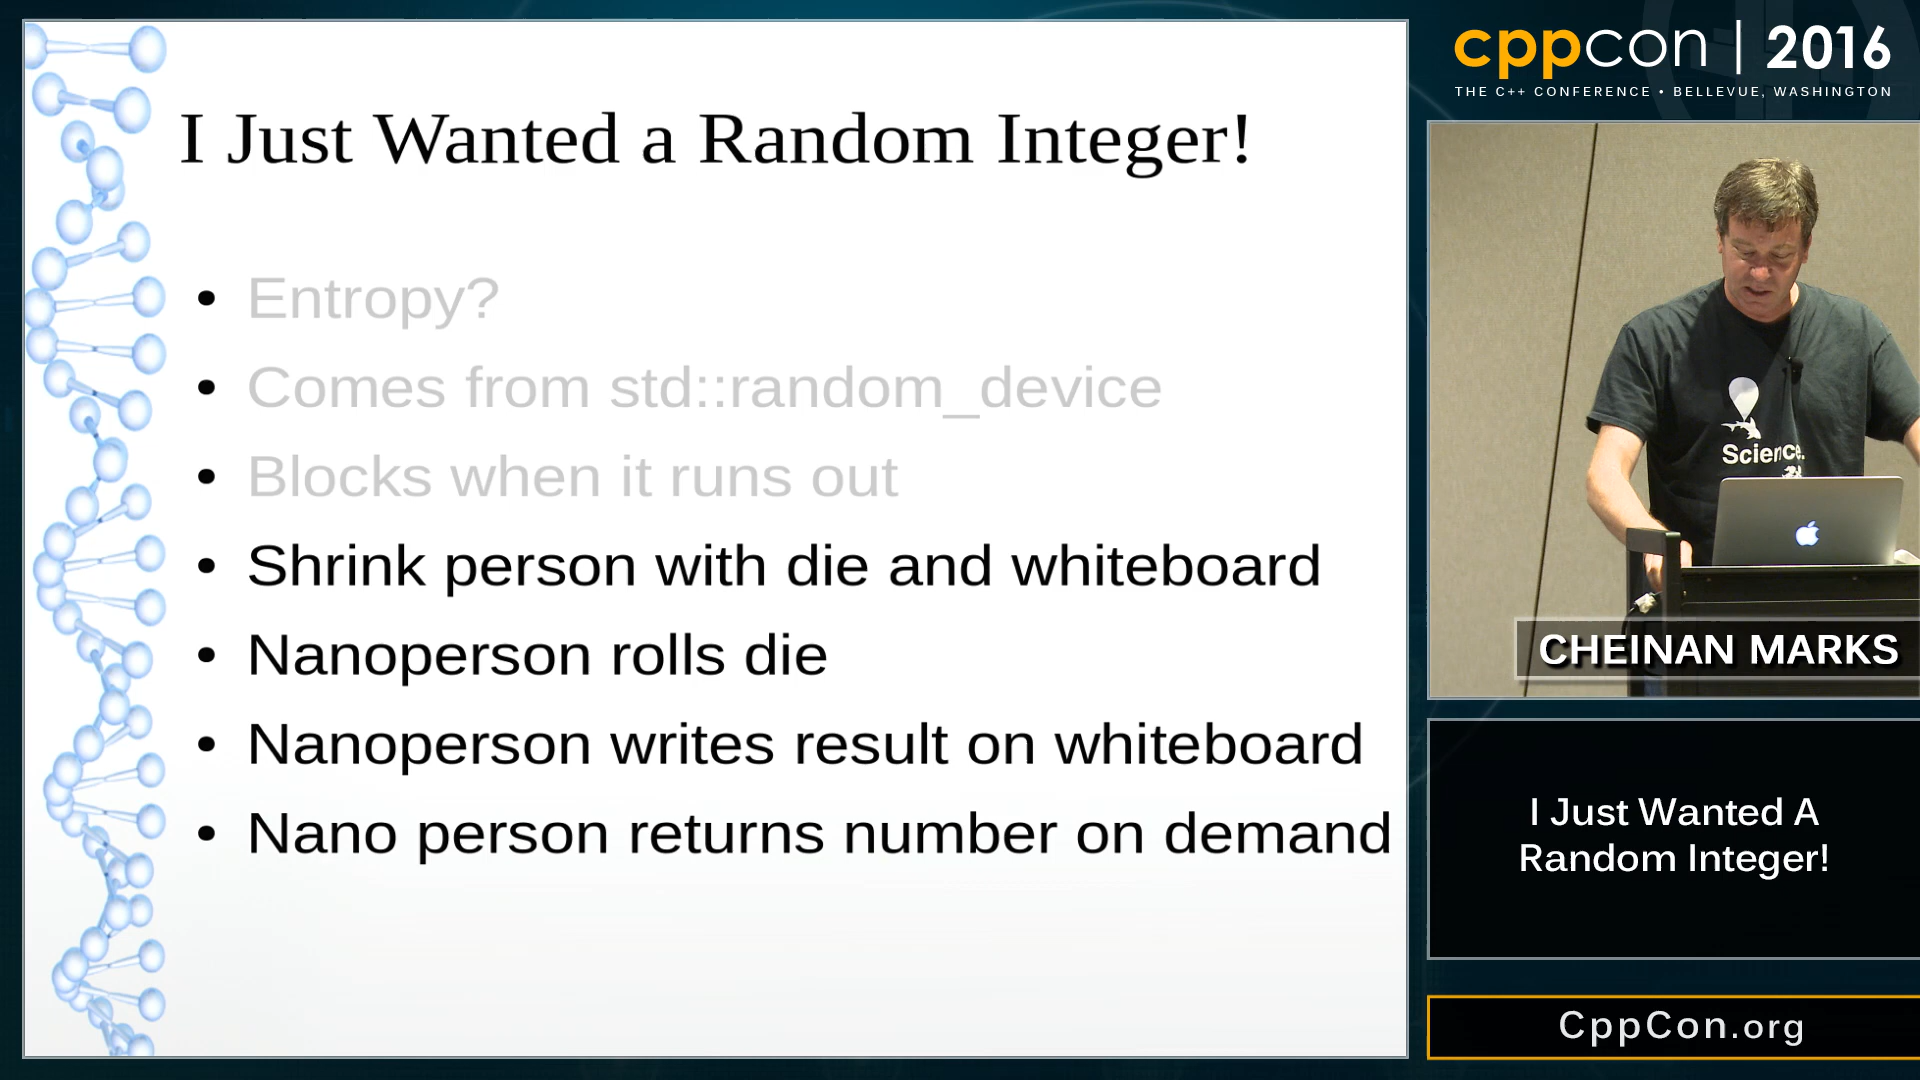 I Just Wanted a Random Integer!
• Entropy?
• Comes from std::random_device
• Blocks when it runs out
• Shrink person with die and whiteboard
• Nanoperson rolls die
• Nanoperson writes result on whiteboard
• Nano person returns number on demand
cppcon | 2016
THE C++ CONFERENCE • BELLEVUE, WASHINGTON
Science.
CHEINAN MARKS
I Just Wanted A
Random Integer!
CppCon.org